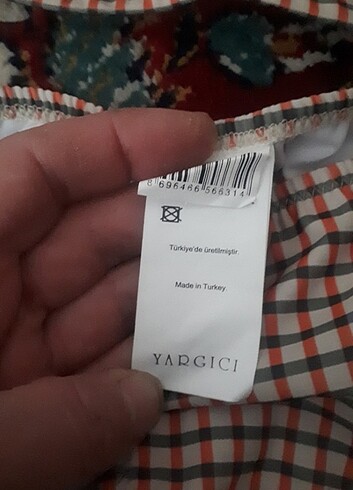 8 696466 566314
Türkiye'de üretilmiştir.
Made in Turkey.
YARGICI